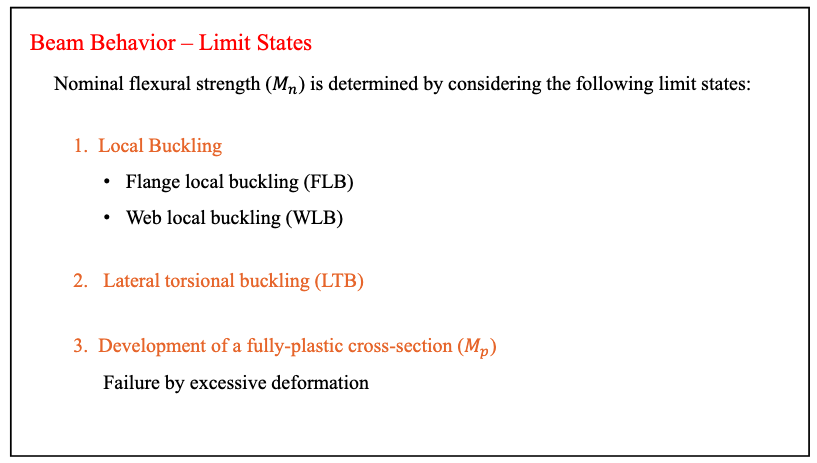 Beam Behavior – Limit States
Nominal flexural strength (𝑀ₙ) is determined by considering the following limit states:
1. Local Buckling
• Flange local buckling (FLB)
• Web local buckling (WLB)
2. Lateral torsional buckling (LTB)
3. Development of a fully-plastic cross-section (𝑀ₚ)
Failure by excessive deformation